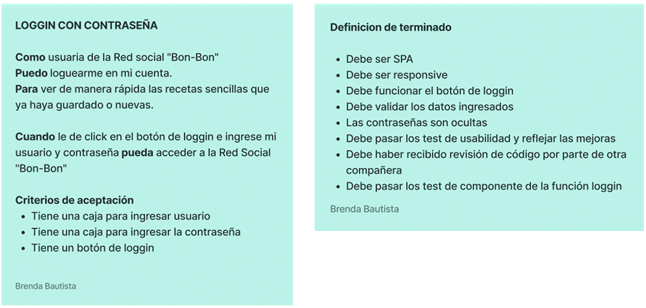 LOGGIN CON CONTRASEÑA
Como usuaria de la Red social "Bon-Bon"
Puedo loguearme en mi cuenta.
Para ver de manera rápida las recetas sencillas que
ya haya guardado o nuevas.
Cuando le de click en el botón de loggin e ingrese mi
usuario y contraseña pueda acceder a la Red Social
"Bon-Bon"
Criterios de aceptación
• Tiene una caja para ingresar usuario
• Tiene una caja para ingresar la contraseña
• Tiene un botón de loggin
Brenda Bautista
Definicion de terminado
• Debe ser SPA
• Debe ser responsive
• Debe funcionar el botón de loggin
• Debe validar los datos ingresados
• Las contraseñas son ocultas
• Debe pasar los test de usabilidad y reflejar las mejoras
• Debe haber recibido revisión de código por parte de otra
compañera
• Debe pasar los test de componente de la función loggin
Brenda Bautista